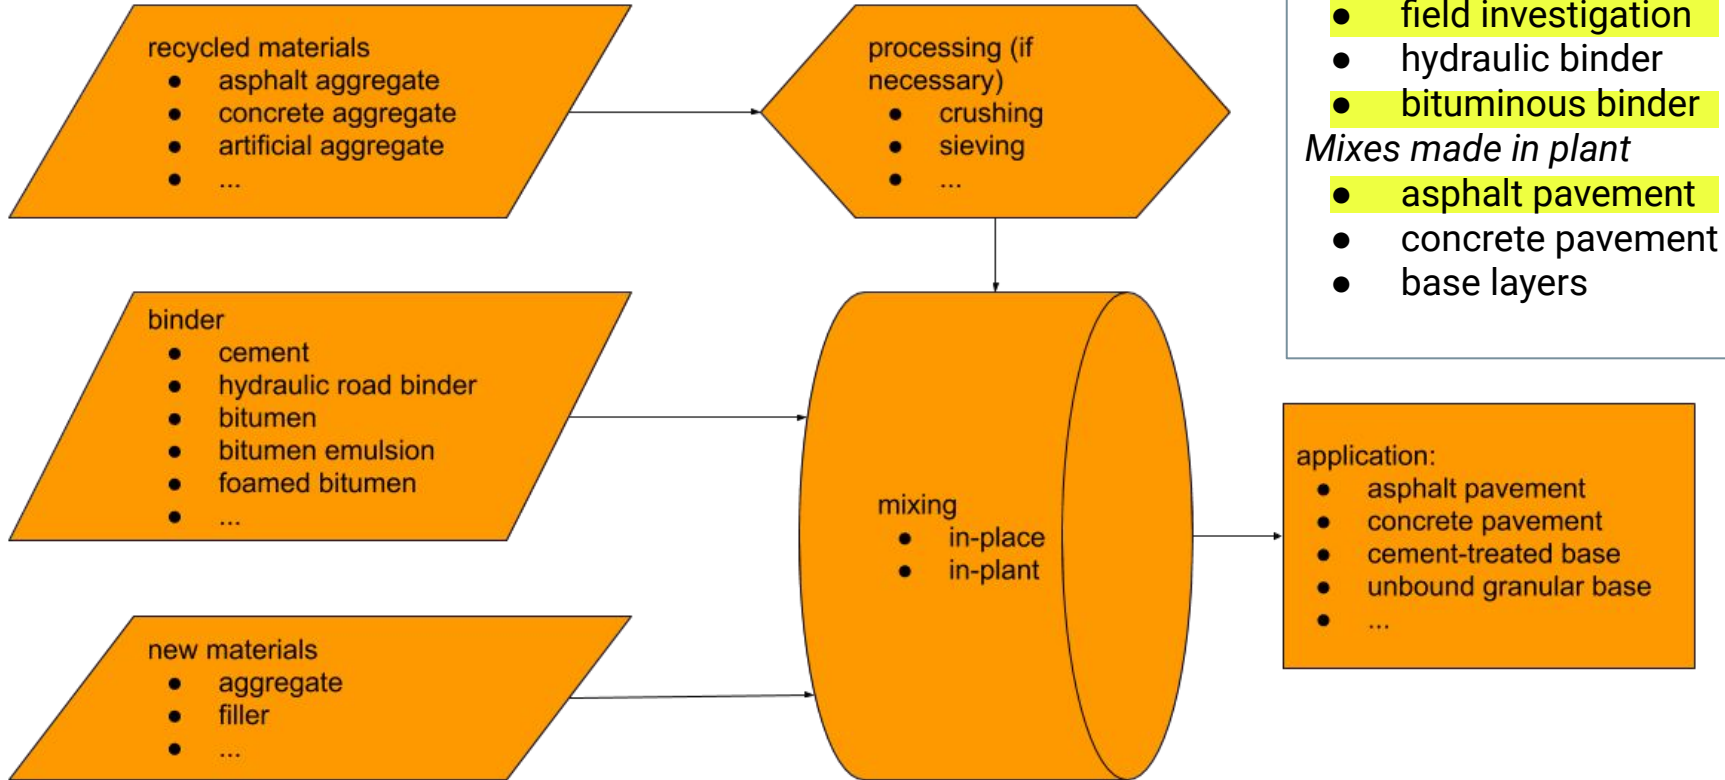 recycled materials
● asphalt aggregate
● concrete aggregate
● artificial aggregate
● ...
processing (if
necessary)
● crushing
● sieving
● ...
● field investigation
● hydraulic binder
● bituminous binder
Mixes made in plant
● asphalt pavement
● concrete pavement
● base layers
binder
● cement
● hydraulic road binder
● bitumen
● bitumen emulsion
● foamed bitumen
● ...
mixing
● in-place
● in-plant
application:
● asphalt pavement
● concrete pavement
● cement-treated base
● unbound granular base
● ...
new materials
● aggregate
● filler
● ...